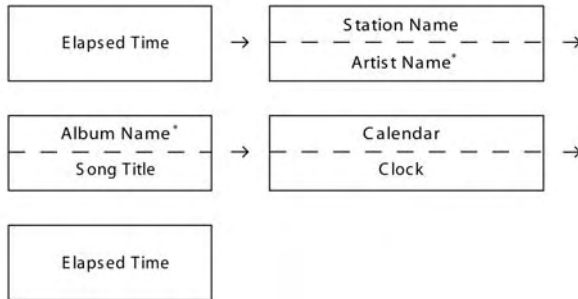 Elapsed Time → Station Name →
Artist Name*
Album Name* → Calendar →
Song Title Clock
Elapsed Time